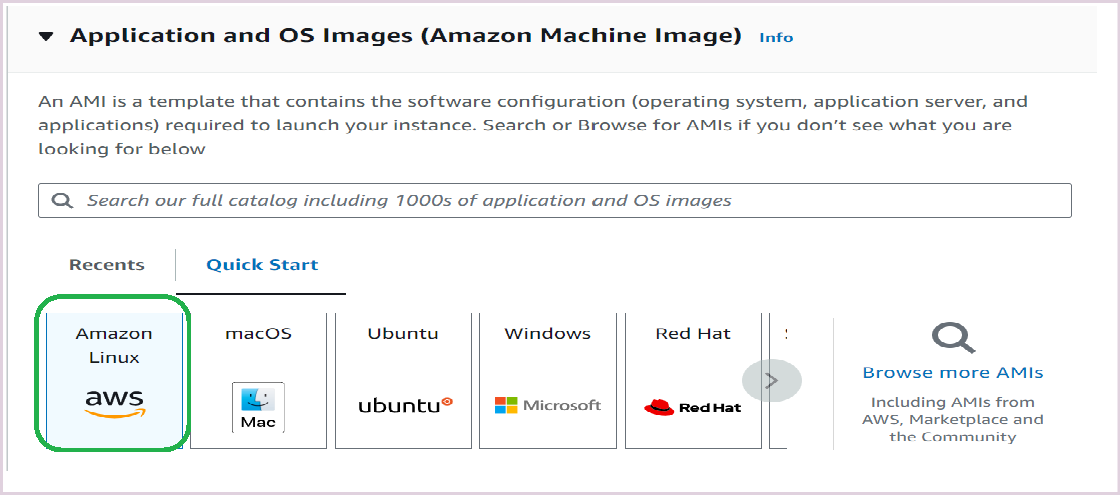 Application and OS Images (Amazon Machine Image) Info
An AMI is a template that contains the software configuration (operating system, application server, and
applications) required to launch your instance. Search or Browse for AMIs if you don't see what you are
looking for below
Search our full catalog including 1000s of application and OS images
Recents
Quick Start
Amazon
Linux
aws
macOS
Mac
Ubuntu
ubuntu
Windows
Microsoft
Red Hat
Red Hat
Browse more AMIs
Including AMIs from
AWS, Marketplace and
the Community